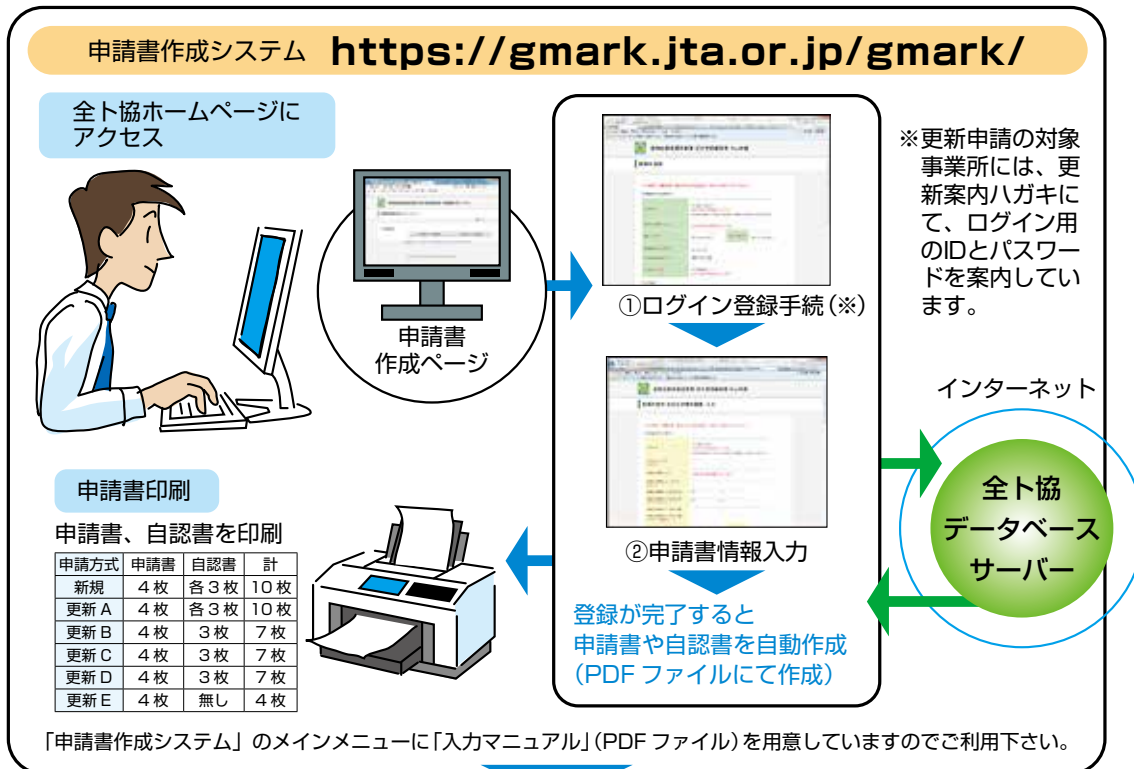 申請書作成システム https://gmark.jta.or.jp/gmark/
全ト協ホームページに
アクセス
申請書
作成ページ
①ログイン登録手続(※)
※更新申請の対象
事業所には、更
新案内ハガキに
て、ログイン用
のIDとパスワー
ドを案内してい
ます。
②申請書情報入力
登録が完了すると
申請書や自認書を自動作成
(PDF ファイルにて作成)
インターネット
全ト協
データベース
サーバー
申請書印刷
申請書、自認書を印刷
申請方式 申請書 自認書 計
新規 4枚 各3枚 10枚
更新A 4枚 各3枚 10枚
更新B 4枚 3枚 7枚
更新C 4枚 3枚 7枚
更新D 4枚 3枚 7枚
更新E 4枚 無し 4枚
「申請書作成システム」のメインメニューに「入力マニュアル」(PDF ファイル)を用意していますのでご利用下さい。